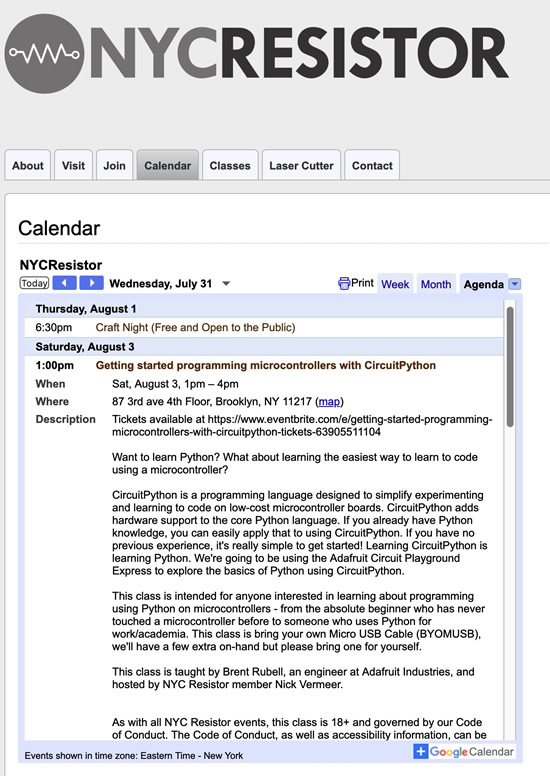 NYCRESISTOR
About Visit Join Calendar Classes Laser Cutter Contact
Calendar
NYCResistor
Today Wednesday, July 31 Print Week Month Agenda
Thursday, August 1
6:30pm Craft Night (Free and Open to the Public)
Saturday, August 3
1:00pm Getting started programming microcontrollers with CircuitPython
When Sat, August 3, 1pm – 4pm
Where 87 3rd ave 4th Floor, Brooklyn, NY 11217 (map)
Description Tickets available at https://www.eventbrite.com/e/getting-started-programming-
microcontrollers-with-circuitpython-tickets-63905511104
Want to learn Python? What about learning the easiest way to learn to code
using a microcontroller?
CircuitPython is a programming language designed to simplify experimenting
and learning to code on low-cost microcontroller boards. CircuitPython adds
hardware support to the core Python language. If you already have Python
knowledge, you can easily apply that to using CircuitPython. If you have no
previous experience, it's really simple to get started! Learning CircuitPython is
learning Python. We're going to be using the Adafruit Circuit Playground
Express to explore the basics of Python using CircuitPython.
This class is intended for anyone interested in learning about programming
using Python on microcontrollers - from the absolute beginner who has never
touched a microcontroller before to someone who uses Python for
work/academia. This class is bring your own Micro USB Cable (BYOMUSB),
we'll have a few extra on-hand but please bring one for yourself.
This class is taught by Brent Rubell, an engineer at Adafruit Industries, and
hosted by NYC Resistor member Nick Vermeer.
As with all NYC Resistor events, this class is 18+ and governed by our Code
of Conduct. The Code of Conduct, as well as accessibility information, can be
Events shown in time zone: Eastern Time - New York
Google Calendar